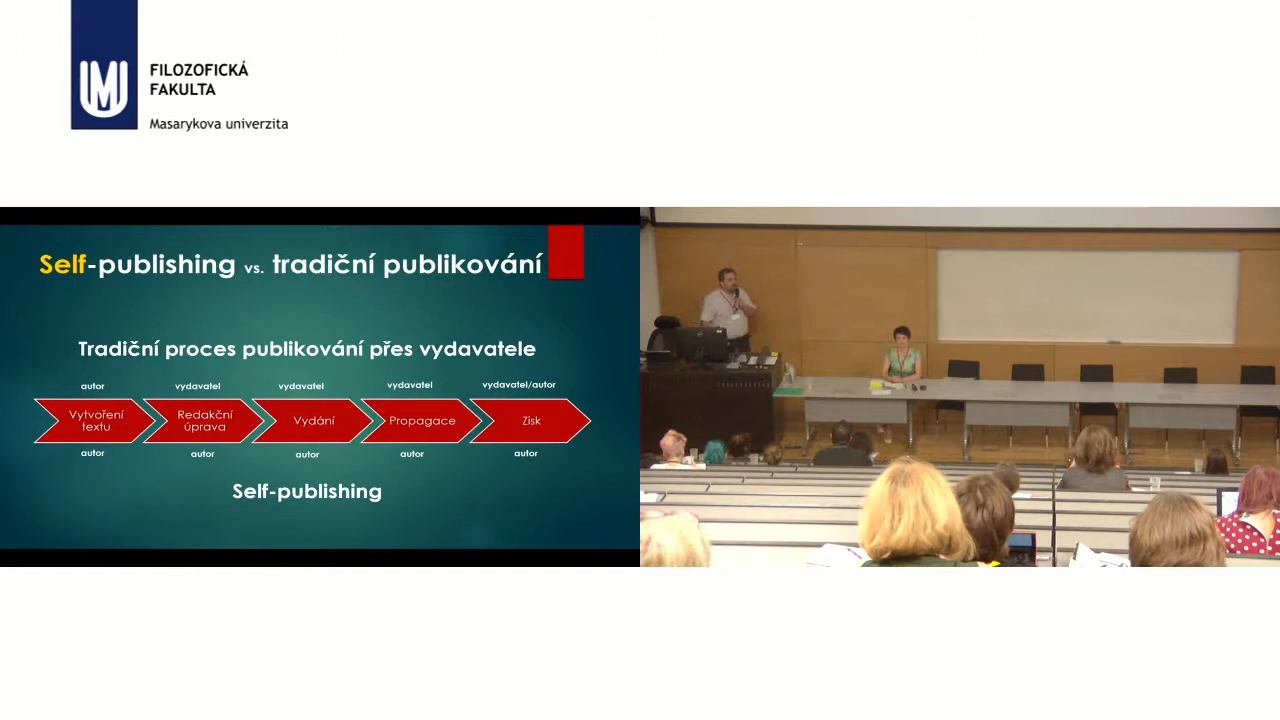 FILOZOFICKÁ
FAKULTA
Masarykova univerzita
Self-publishing vs. tradiční publikování
Tradiční proces publikování přes vydavatele
autor vydavatel vydavatel vydavatel vydavatel/autor
Vytvoření textu
Redakční úprava
Vydání
Propagace
Zisk
autor autor autor autor autor
Self-publishing